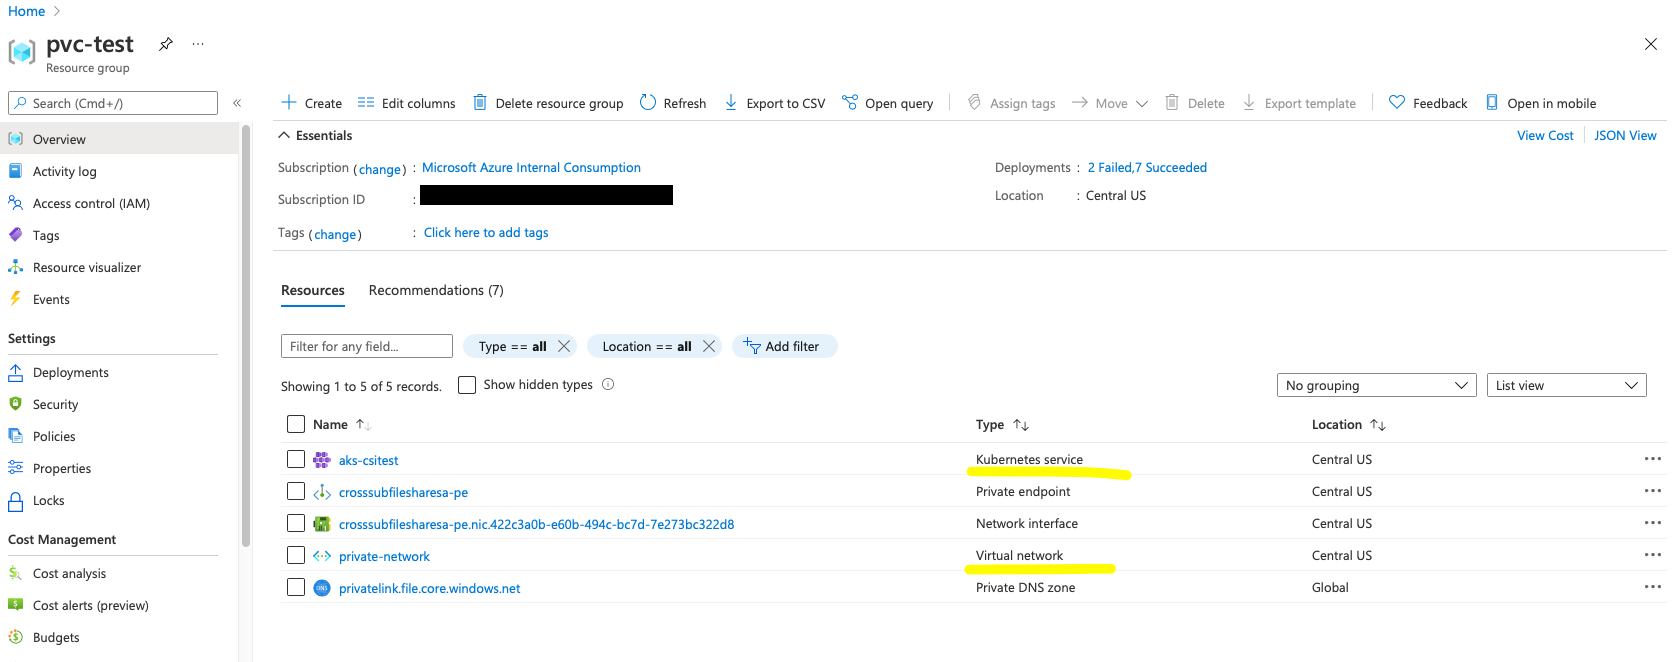 Home >
pvc-test ...
Resource group
Search (Cmd+/) «
Overview
Activity log
Access control (IAM)
Tags
Resource visualizer
Events
Settings
Deployments
Security
Policies
Properties
Locks
Cost Management
Cost analysis
Cost alerts (preview)
Budgets
Create Edit columns Delete resource group Refresh Export to CSV Open query Assign tags Move Delete Export template Feedback Open in mobile
Essentials View Cost JSON View
Subscription (change) : Microsoft Azure Internal Consumption Deployments : 2 Failed,7 Succeeded
Subscription ID : Location : Central US
Tags (change) : Click here to add tags
Resources Recommendations (7)
Filter for any field... Type == all Location == all Add filter
Showing 1 to 5 of 5 records. Show hidden types No grouping List view
Name Type Location
aks-csitest Kubernetes service Central US ...
crosssubfilesharesa-pe Private endpoint Central US ...
crosssubfilesharesa-pe.nic.422c3a0b-e60b-494c-bc7d-7e273bc322d8 Network interface Central US ...
private-network Virtual network Central US ...
DNS privatelink.file.core.windows.net Private DNS zone Global ...